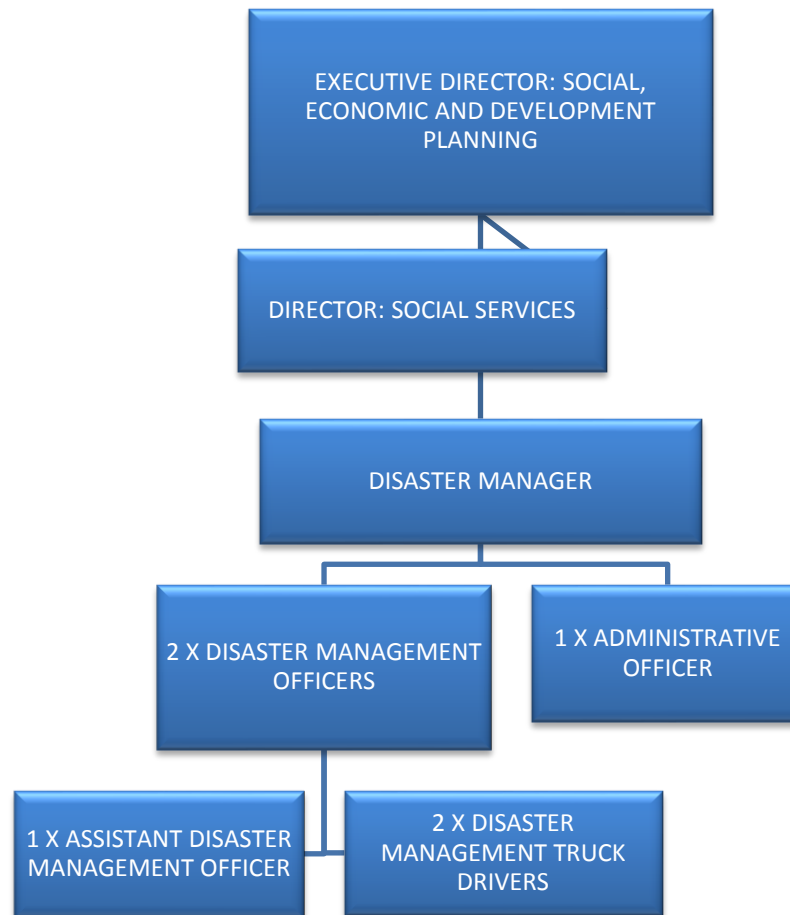 EXECUTIVE DIRECTOR: SOCIAL,
ECONOMIC AND DEVELOPMENT
PLANNING
DIRECTOR: SOCIAL SERVICES
DISASTER MANAGER
2 X DISASTER MANAGEMENT
OFFICERS
1 X ADMINISTRATIVE
OFFICER
1 X ASSISTANT DISASTER
MANAGEMENT OFFICER
2 X DISASTER
MANAGEMENT TRUCK
DRIVERS